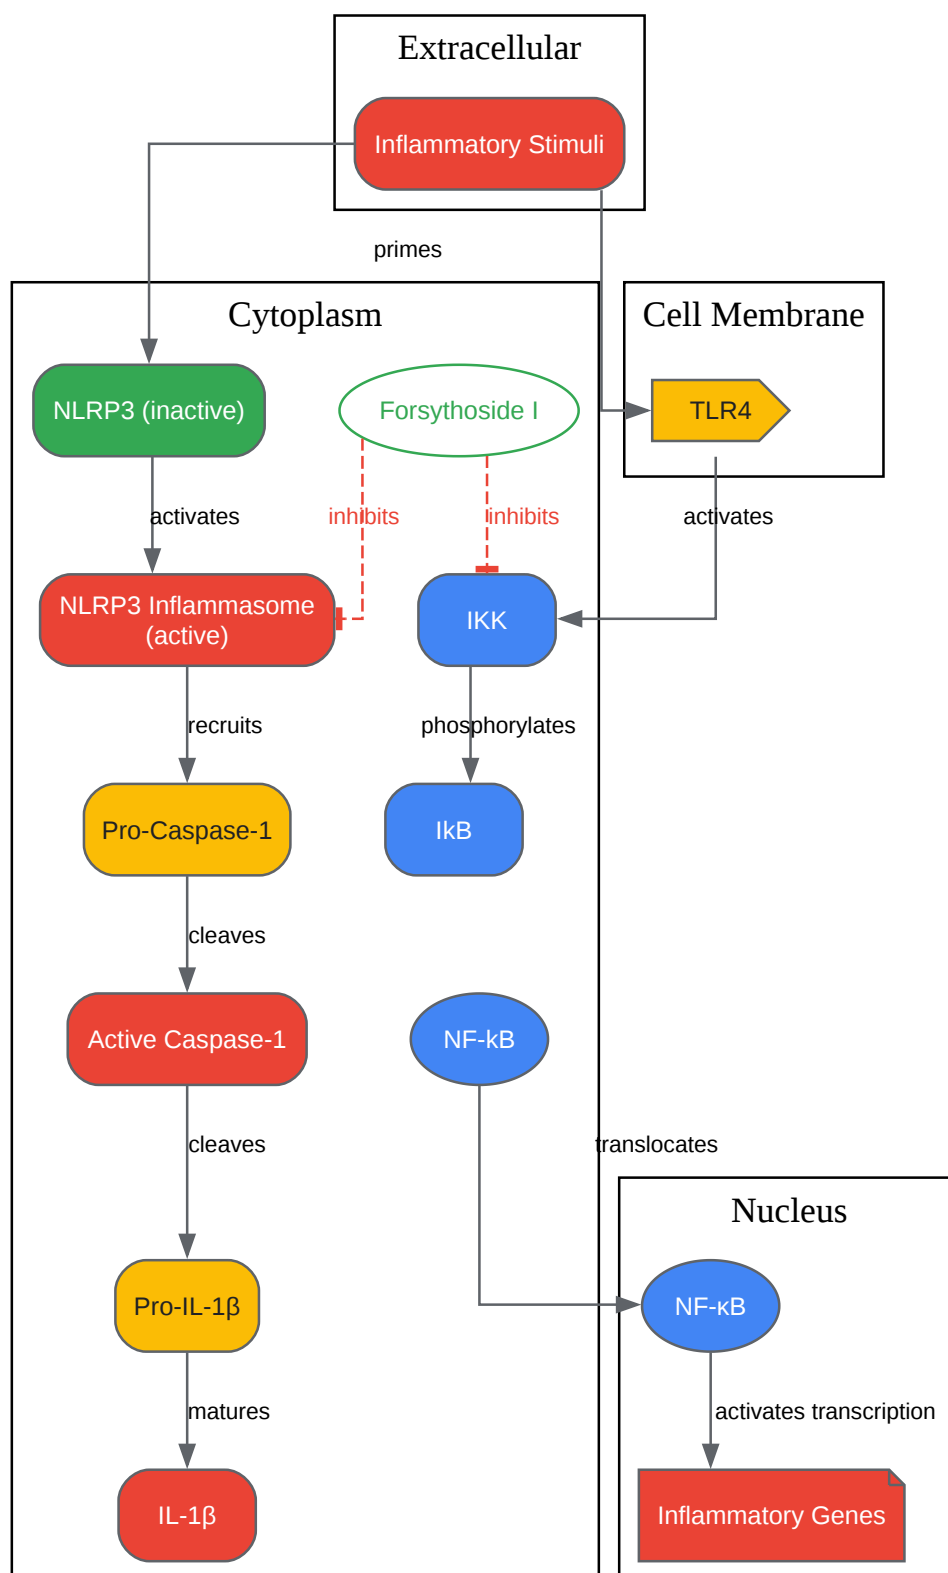 Extracellular
Inflammatory Stimuli
primes
Cytoplasm
Cell Membrane
NLRP3 (inactive)
Forsythoside I
TLR4
activates
inhibits
inhibits
activates
NLRP3 Inflammasome
(active)
IKK
recruits
phosphorylates
Pro-Caspase-1
IkB
cleaves
Active Caspase-1
NF-kB
cleaves
translocates
Nucleus
Pro-IL-1β
NF-κB
matures
activates transcription
IL-1β
Inflammatory Genes